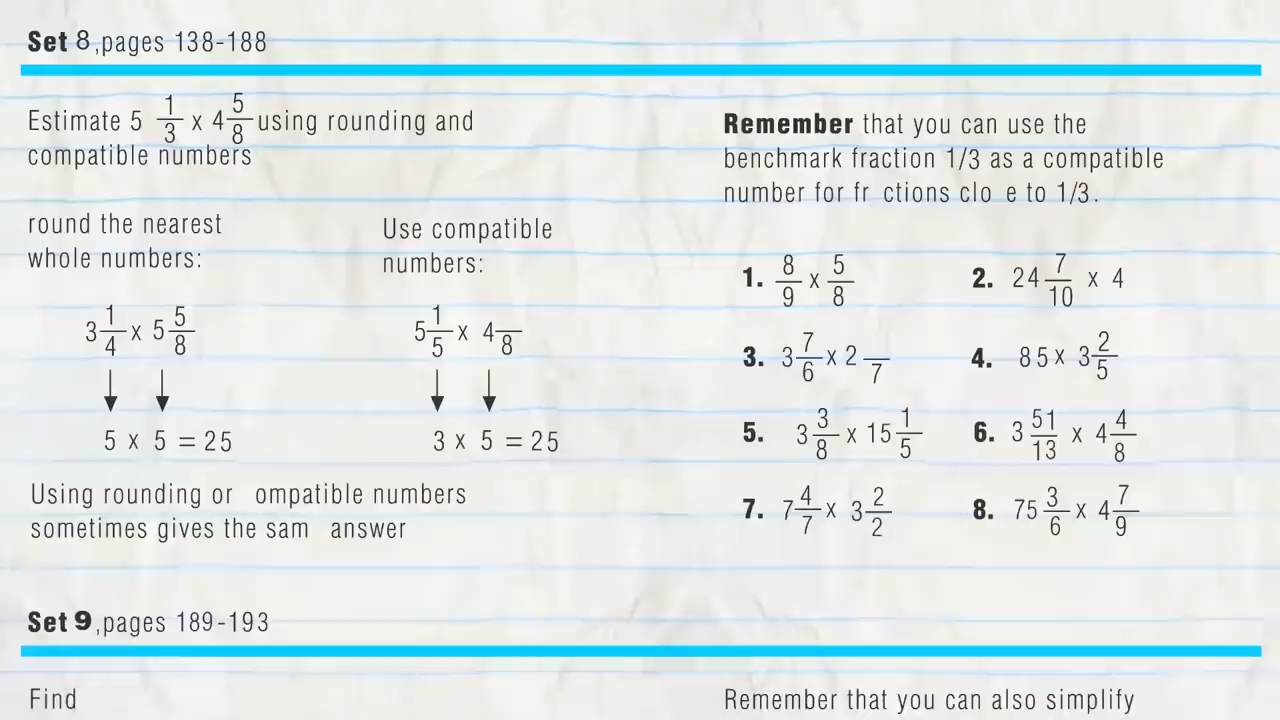 Set 8,pages 138-188
Estimate 5 1/3 x 4 5/8 using rounding and
compatible numbers
round the nearest
whole numbers:
3 1/4 x 5 5/8
5 x 5 = 25
Use compatible
numbers:
5 1/5 x 4 /8
3 x 5 = 25
Using rounding or ompatible numbers
sometimes gives the sam answer
Remember that you can use the
benchmark fraction 1/3 as a compatible
number for fr ctions clo e to 1/3.
1. 8/9 x 5/8
2. 24 7/10 x 4
3. 3 7/6 x 2 /7
4. 85 x 3 2/5
5. 3 3/8 x 15 1/5
6. 3 51/13 x 4 4/8
7. 7 4/7 x 3 2/2
8. 75 3/6 x 4 7/9
Set 9,pages 189-193
Find
Remember that you can also simplify